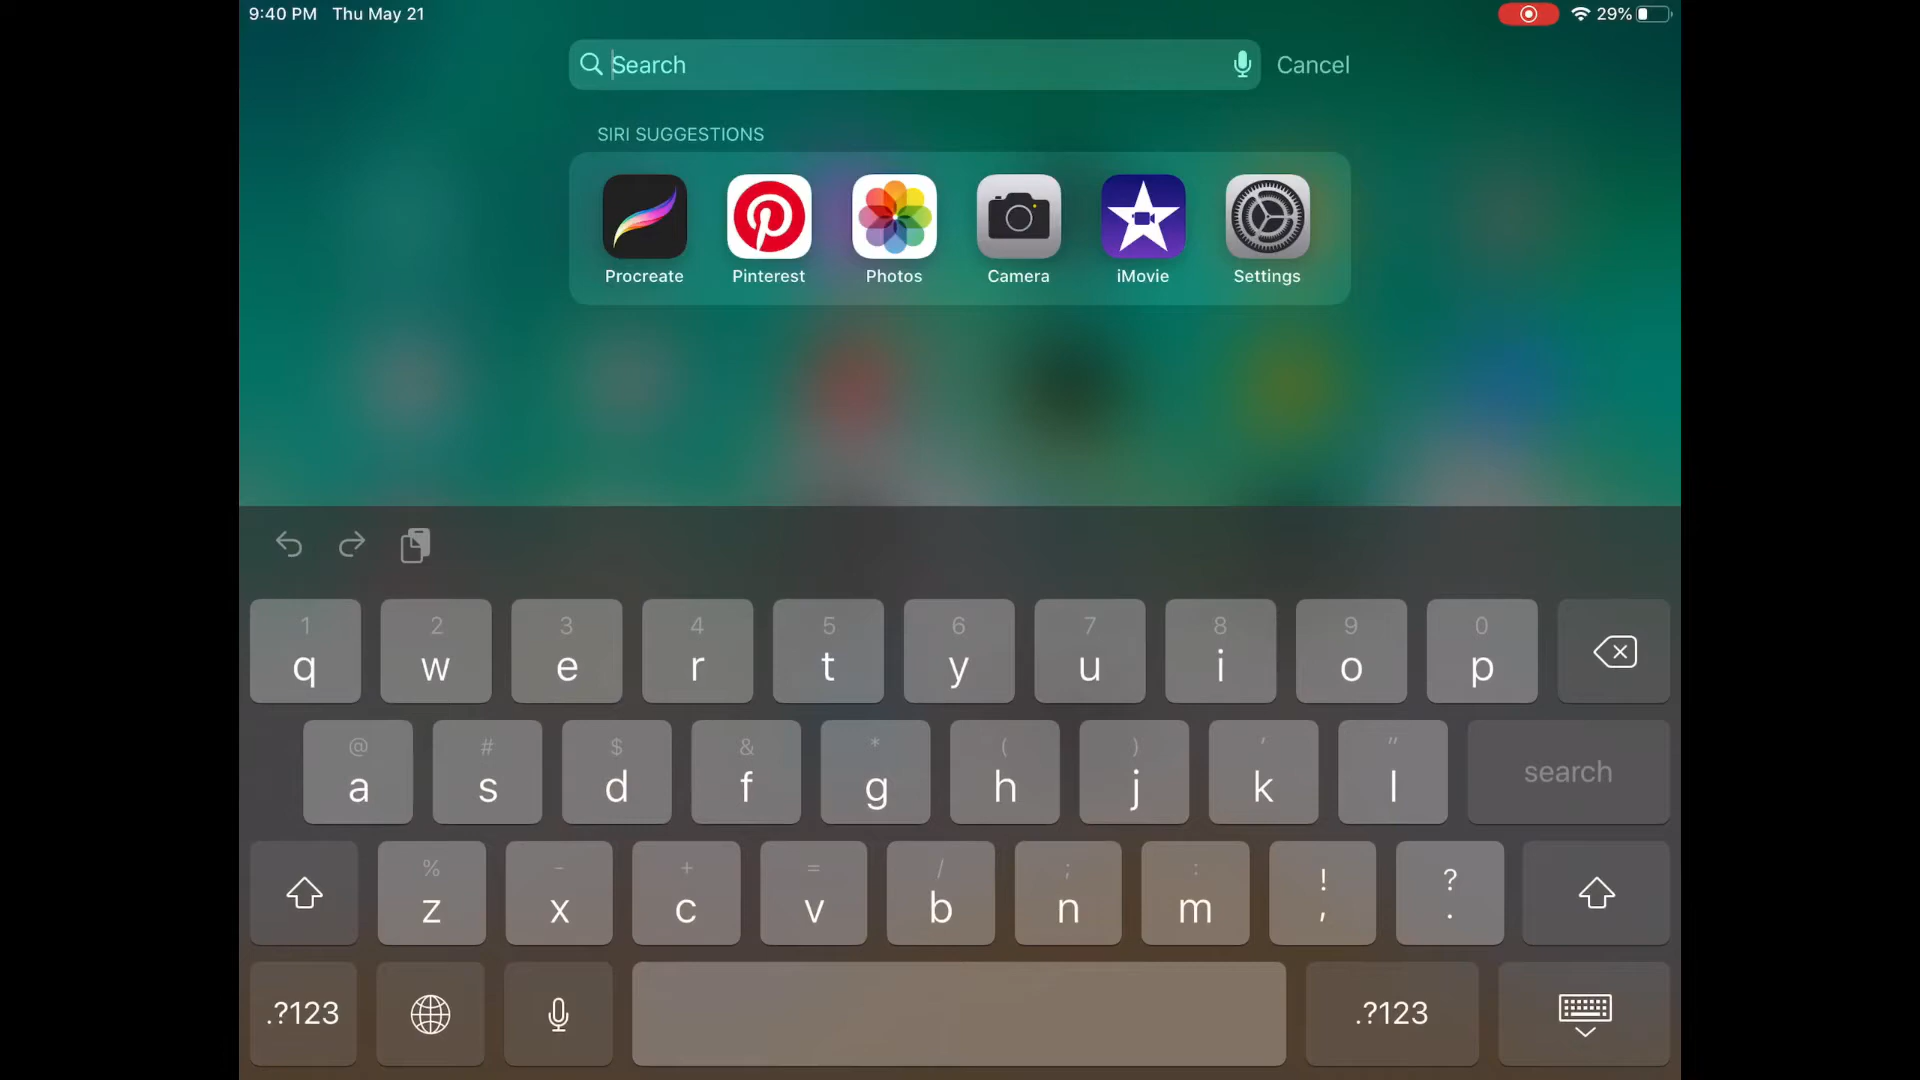 9:40 PM Thu May 21 29%
Search Cancel
SIRI SUGGESTIONS
Procreate Pinterest Photos Camera iMovie Settings
1 2 3 4 5 6 7 8 9 0
q w e r t y u i o p
@ # $ & * ( ) ' "
a s d f g h j k l search
% - + = / ; : ! ?
z x c v b n m , .
.?123 .?123